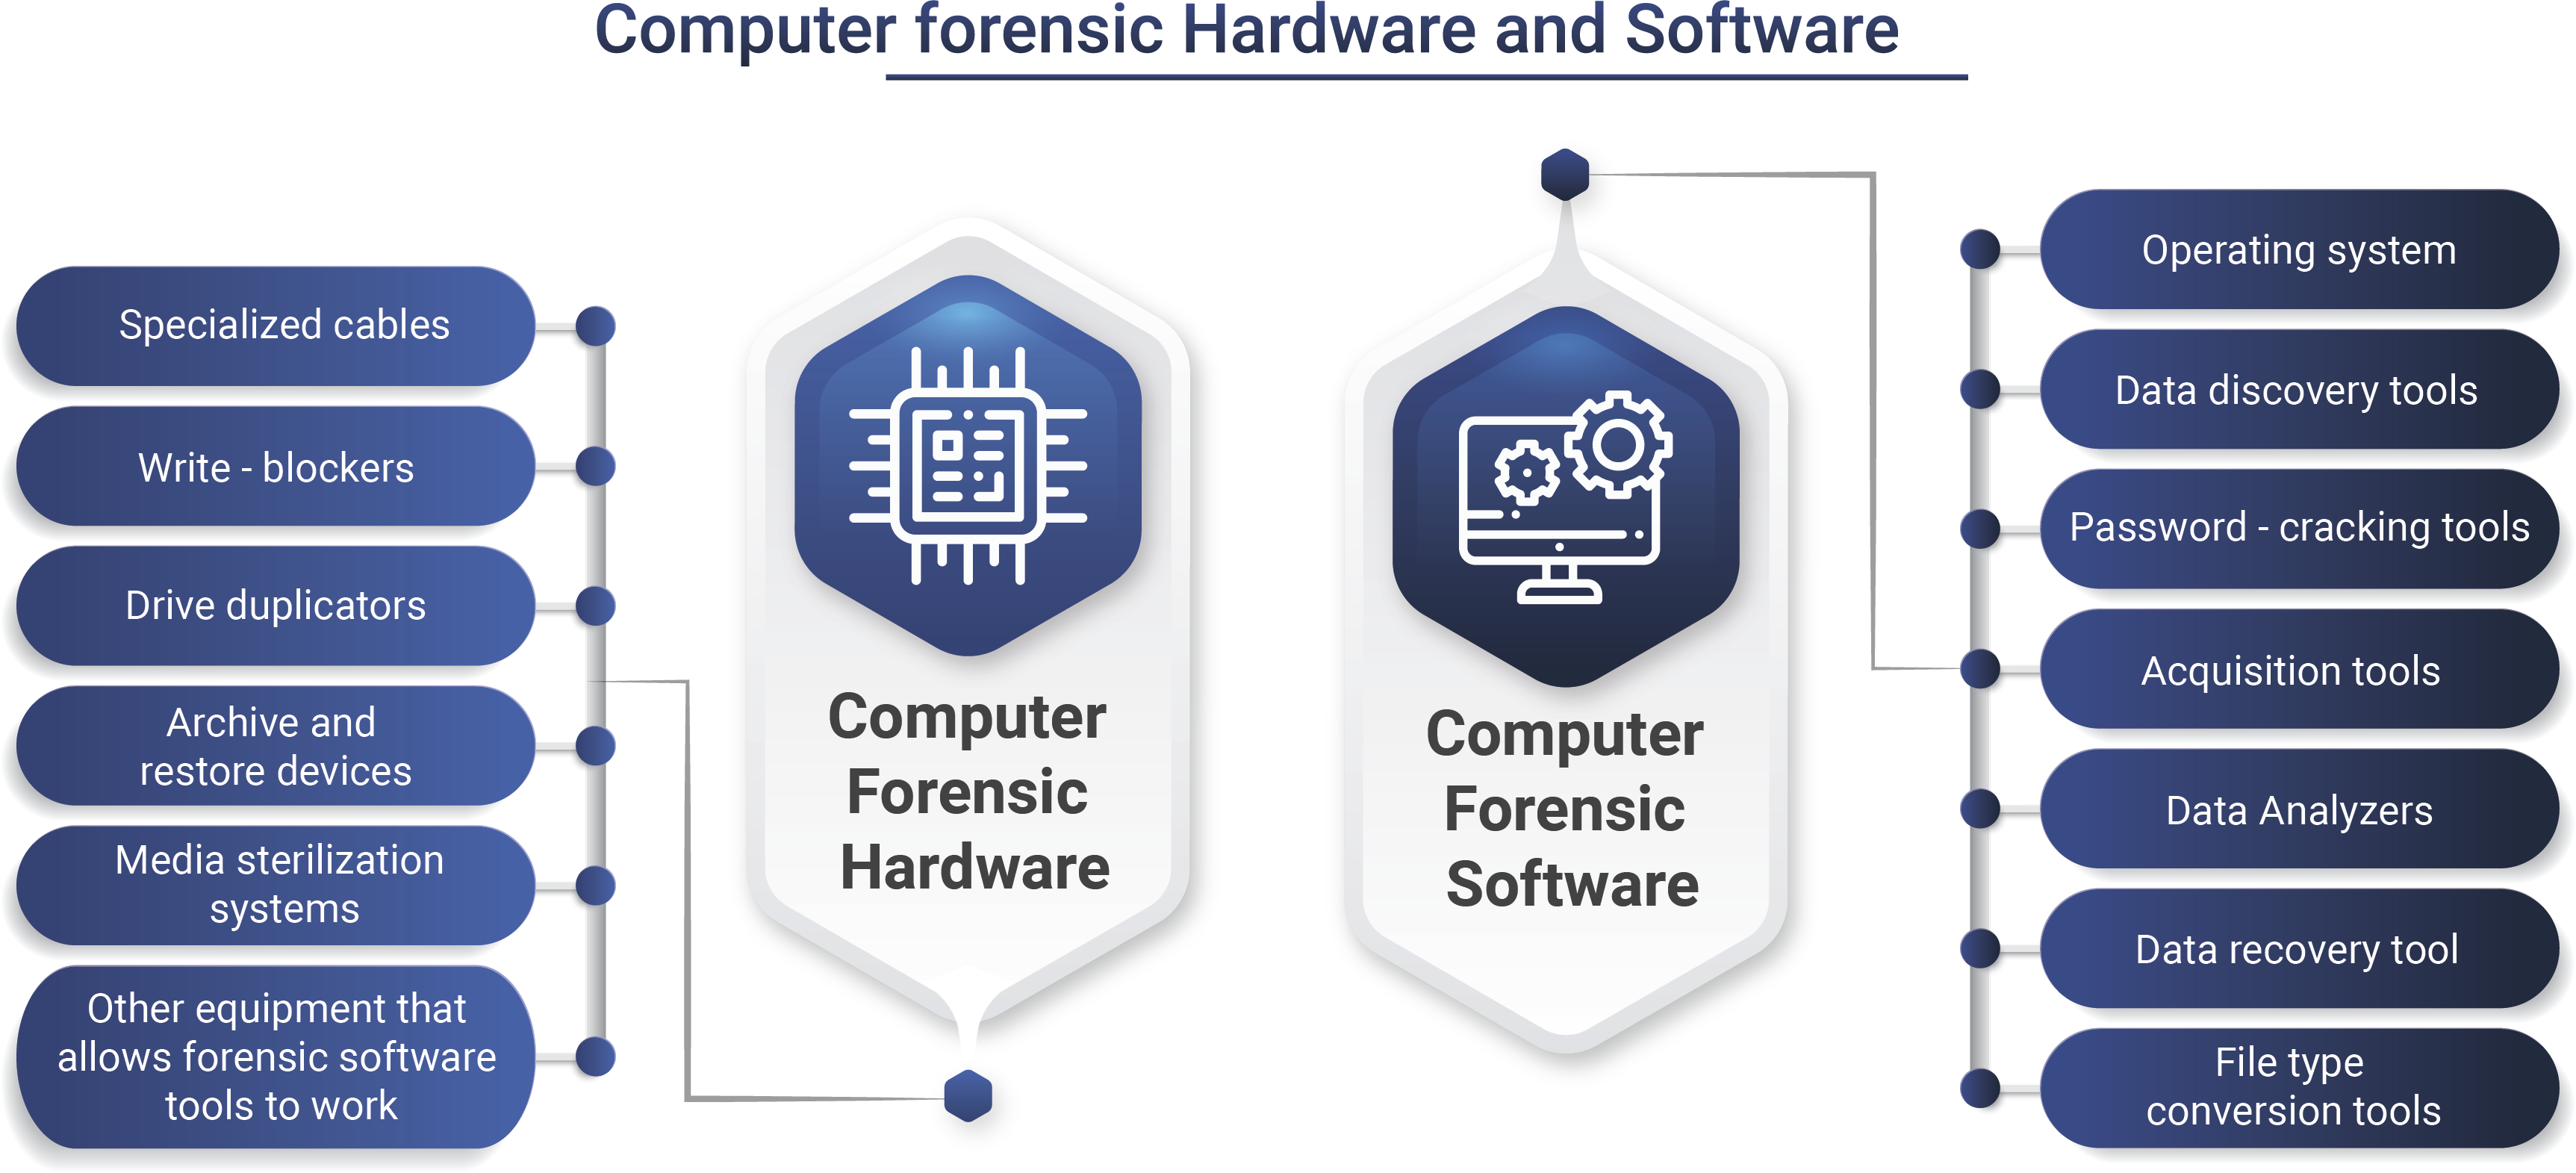 Computer forensic Hardware and Software
Specialized cables
Write - blockers
Drive duplicators
Archive and
restore devices
Media sterilization
systems
Other equipment that
allows forensic software
tools to work
Computer
Forensic
Hardware
Computer
Forensic
Software
Operating system
Data discovery tools
Password - cracking tools
Acquisition tools
Data Analyzers
Data recovery tool
File type
conversion tools